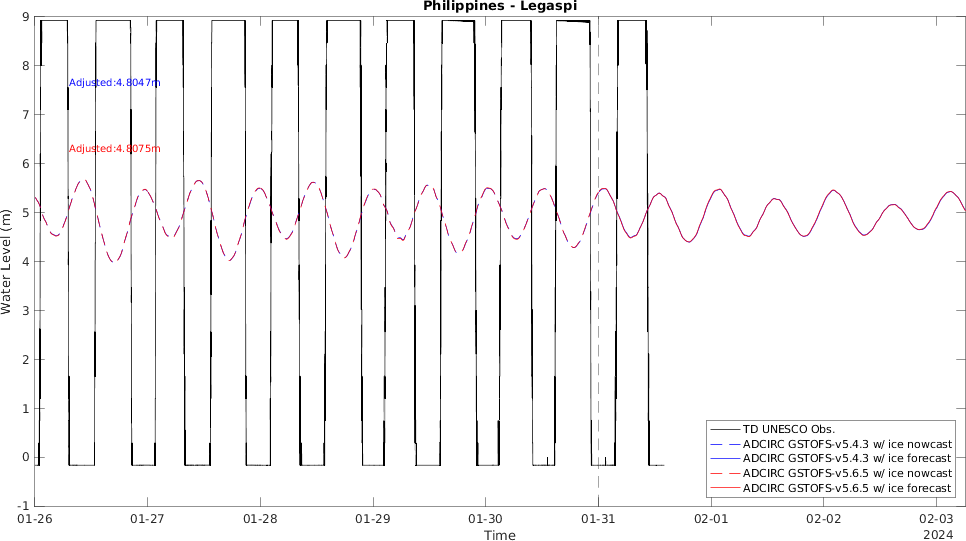 Philippines - Legaspi
9
8
7
6
5
4
3
2
1
0
-1
Water Level (m)
Adjusted:4.8047m
Adjusted:4.8075m
TD UNESCO Obs.
ADCIRC GSTOFS-v5.4.3 w/ ice nowcast
ADCIRC GSTOFS-v5.4.3 w/ ice forecast
ADCIRC GSTOFS-v5.6.5 w/ ice nowcast
ADCIRC GSTOFS-v5.6.5 w/ ice forecast
01-26 01-27 01-28 01-29 01-30 01-31 02-01 02-02 02-03
Time
2024